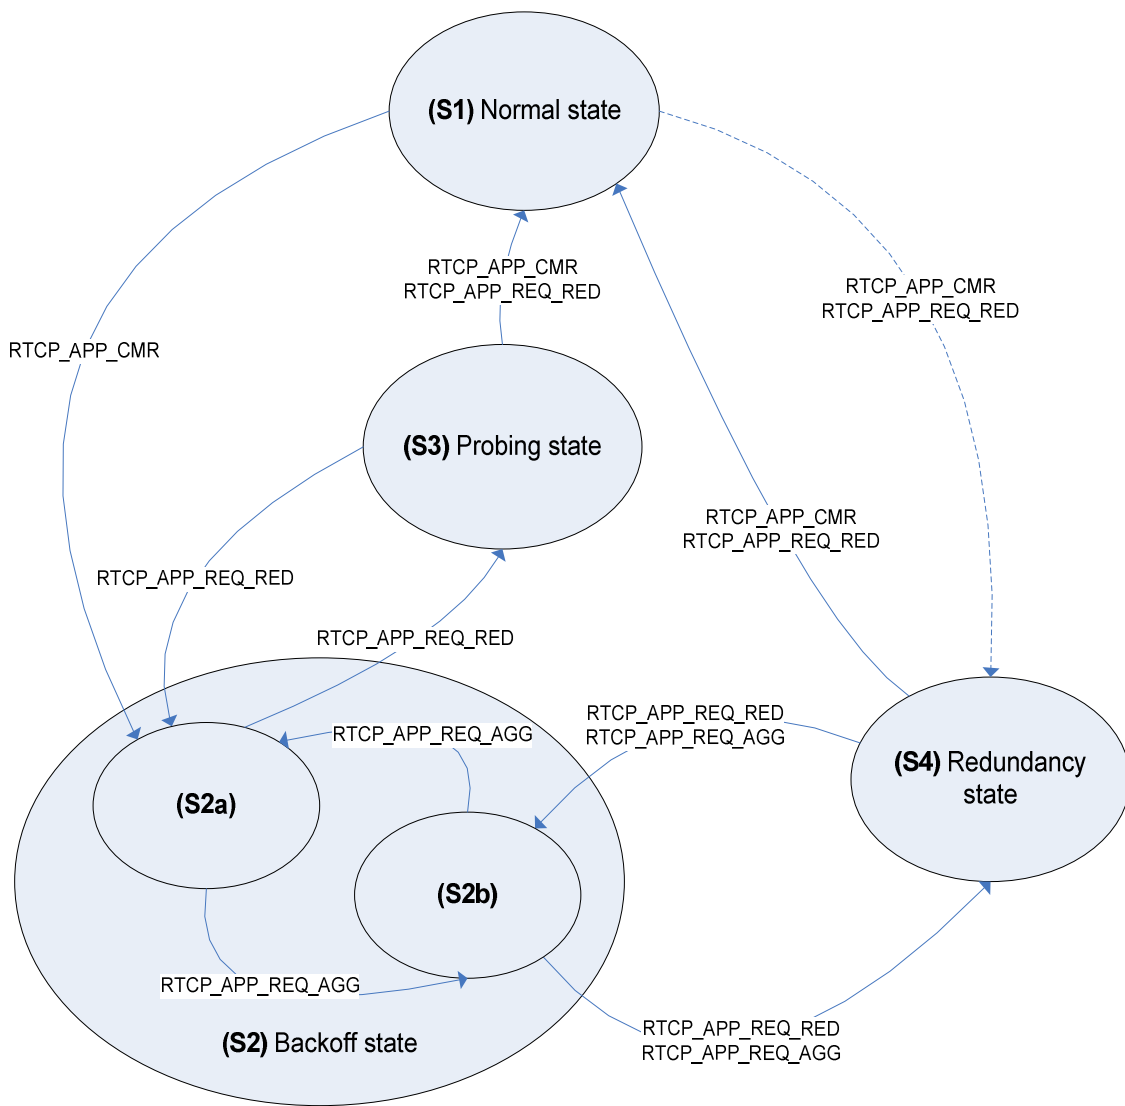 (S1) Normal state
RTCP_APP_CMR
RTCP_APP_REQ_RED
RTCP_APP_CMR
RTCP_APP_REQ_RED
RTCP_APP_CMR
(S3) Probing state
RTCP_APP_CMR
RTCP_APP_REQ_RED
RTCP_APP_REQ_RED
RTCP_APP_REQ_RED
RTCP_APP_REQ_RED
RTCP_APP_REQ_AGG
RTCP_APP_REQ_AGG
(S4) Redundancy
state
(S2a)
(S2b)
RTCP_APP_REQ_AGG
(S2) Backoff state
RTCP_APP_REQ_RED
RTCP_APP_REQ_AGG